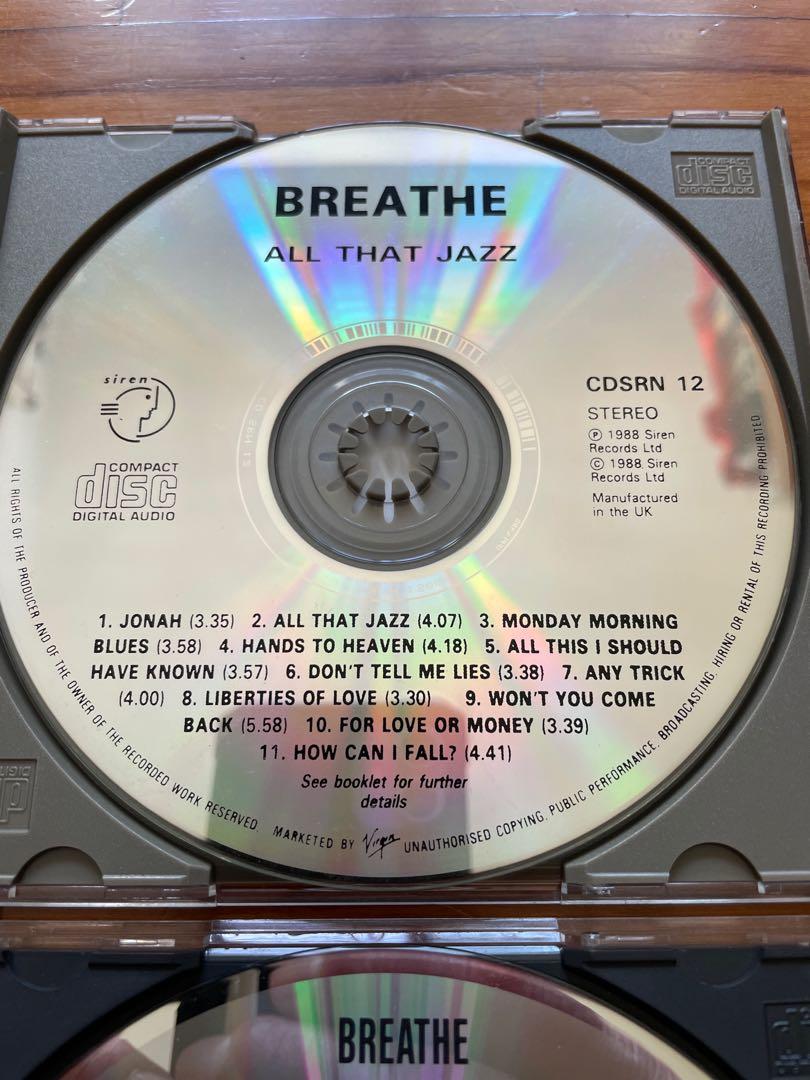 COMPACT
disc
DIGITAL AUDIO
BREATHE
ALL THAT JAZZ
siren
COMPACT
disc
DIGITAL AUDIO
CDSRN 12
STEREO
Ⓟ 1988 Siren
Records Ltd
© 1988 Siren
Records Ltd
Manufactured
in the UK
1. JONAH (3.35) 2. ALL THAT JAZZ (4.07) 3. MONDAY MORNING
BLUES (3.58) 4. HANDS TO HEAVEN (4.18) 5. ALL THIS I SHOULD
HAVE KNOWN (3.57) 6. DON'T TELL ME LIES (3.38) 7. ANY TRICK
(4.00) 8. LIBERTIES OF LOVE (3.30) 9. WON'T YOU COME
BACK (5.58) 10. FOR LOVE OR MONEY (3.39)
11. HOW CAN I FALL? (4.41)
See booklet for further
details
ALL RIGHTS OF THE PRODUCER AND OF THE OWNER OF THE RECORDED WORK RESERVED. MARKETED BY Virgin UNAUTHORISED COPYING, PUBLIC PERFORMANCE, BROADCASTING, HIRING OR RENTAL OF THIS RECORDING PROHIBITED
BREATHE